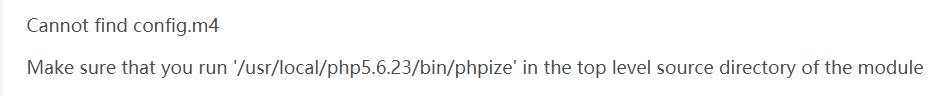 Cannot find config.m4
Make sure that you run '/usr/local/php5.6.23/bin/phpize' in the top level source directory of the module